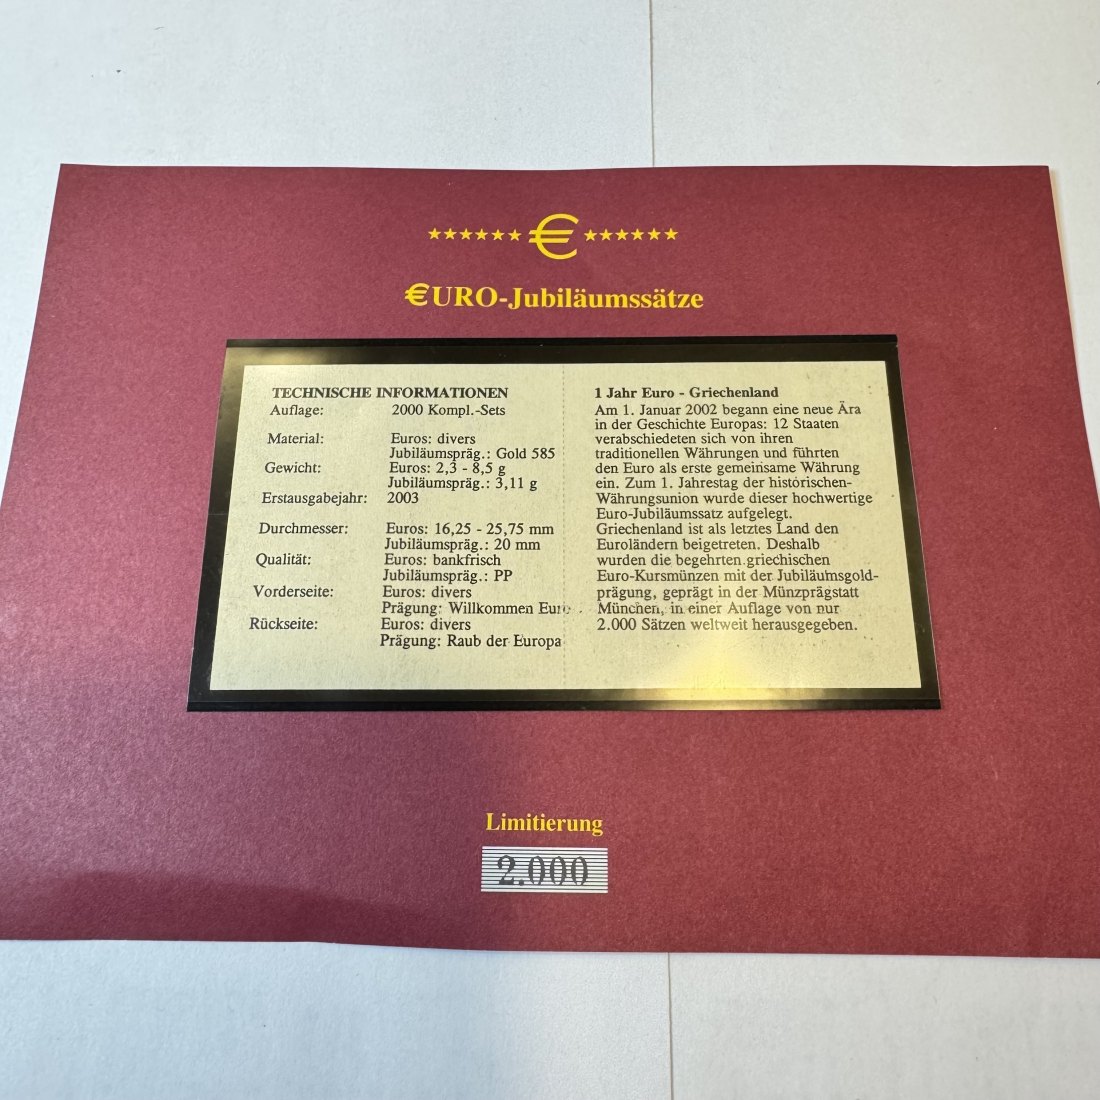 ★★★★★★ € ★★★★★★
€URO-Jubiläumssätze
TECHNISCHE INFORMATIONEN
Auflage: 2000 Kompl.-Sets
Material: Euros: divers
Jubiläumspräg.: Gold 585
Gewicht: Euros: 2,3 - 8,5 g
Jubiläumspräg.: 3,11 g
Erstausgabejahr: 2003
Durchmesser: Euros: 16,25 - 25,75 mm
Jubiläumspräg.: 20 mm
Qualität: Euros: bankfrisch
Jubiläumspräg.: PP
Vorderseite: Euros: divers
Prägung: Willkommen Euro
Rückseite: Euros: divers
Prägung: Raub der Europa
1 Jahr Euro - Griechenland
Am 1. Januar 2002 begann eine neue Ära
in der Geschichte Europas: 12 Staaten
verabschiedeten sich von ihren
traditionellen Währungen und führten
den Euro als erste gemeinsame Währung
ein. Zum 1. Jahrestag der historischen-
Währungsunion wurde dieser hochwertige
Euro-Jubiläumssatz aufgelegt.
Griechenland ist als letztes Land den
Euroländern beigetreten. Deshalb
wurden die begehrten griechischen
Euro-Kursmünzen mit der Jubiläumsgold-
prägung, geprägt in der Münzprägstatt
München, in einer Auflage von nur
2.000 Sätzen weltweit herausgegeben.
Limitierung
2.000